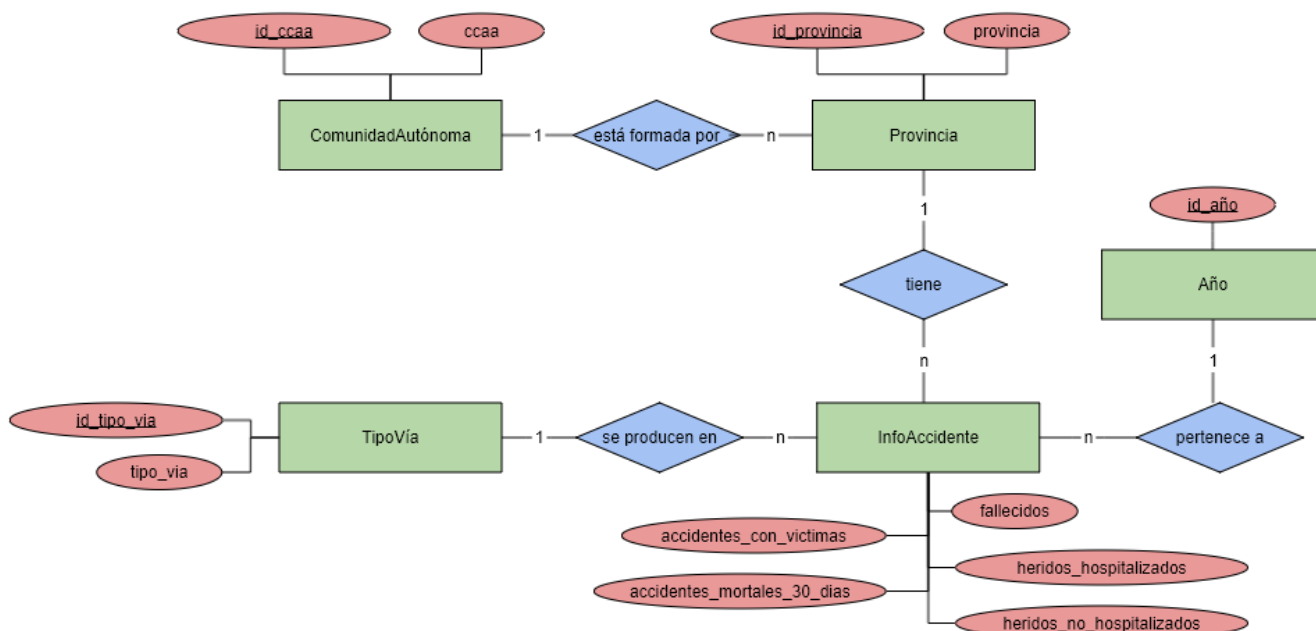 id_ccaa
ccaa
id_provincia
provincia
ComunidadAutónoma
1
está formada por
n
Provincia
1
id_año
tiene
Año
n
1
id_tipo_via
tipo_via
TipoVía
1
se producen en
n
InfoAccidente
n
pertenece a
fallecidos
accidentes_con_victimas
heridos_hospitalizados
accidentes_mortales_30_dias
heridos_no_hospitalizados